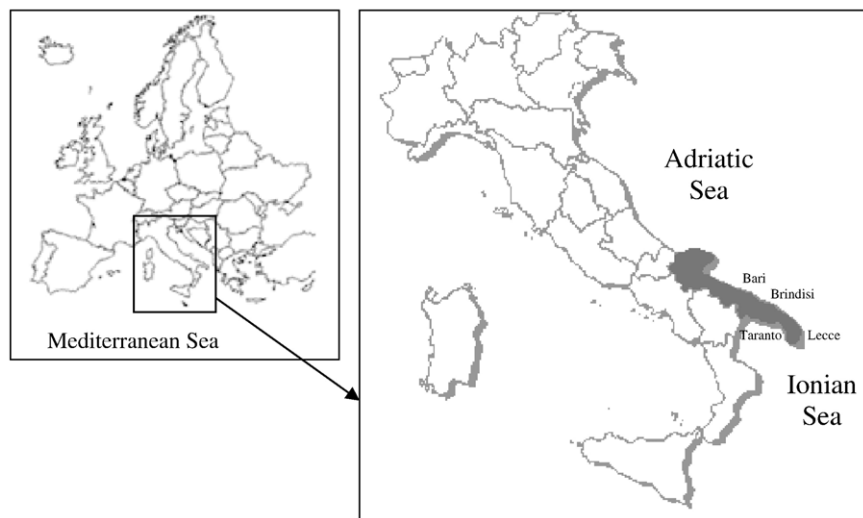 Mediterranean Sea
Adriatic
Sea
Bari
Brindisi
Taranto
Lecce
Ionian
Sea